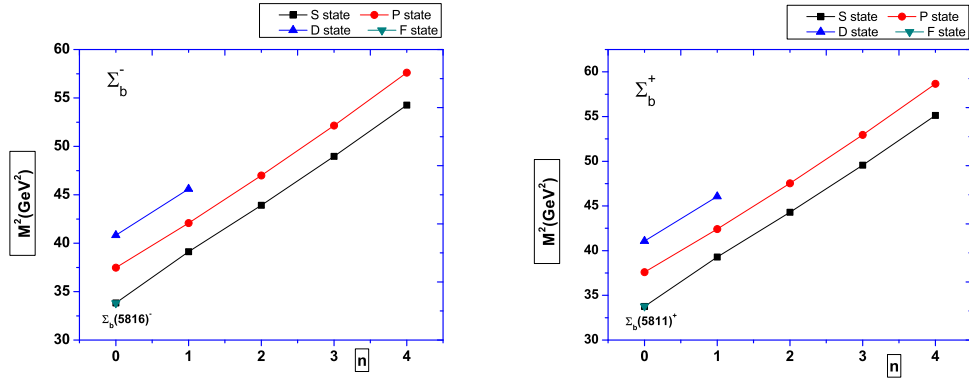 S state P state
D state F state
60
55
50
45
40
35
30
M²(GeV²)
Σb⁻
Σb(5816)⁻
0 1 2 3 4
n
S state P state
D state F state
60
55
50
45
40
35
30
M²(GeV²)
Σb⁺
Σb(5811)⁺
0 1 2 3 4
n